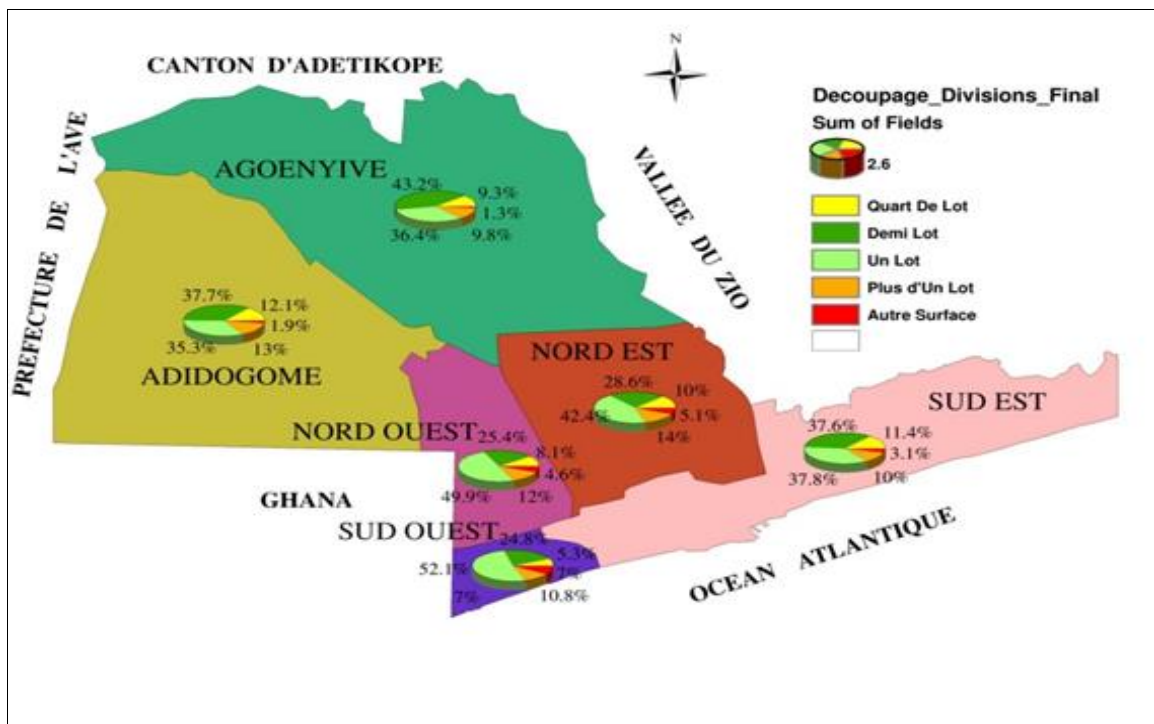 N
CANTON D'ADETIKOPE
PREFECTURE DE L'AVE
VALLEE DU ZIO
Decoupage_Divisions_Final
Sum of Fields
2.6
Quart De Lot
Demi Lot
Un Lot
Plus d'Un Lot
Autre Surface
AGOENYIVE
43.2%
9.3%
1.3%
36.4%
9.8%
37.7%
12.1%
1.9%
35.3%
13%
ADIDOGOME
NORD EST
28.6%
10%
42.4%
5.1%
14%
SUD EST
37.6%
11.4%
3.1%
37.8%
10%
NORD OUEST
25.4%
8.1%
4.6%
49.9%
12%
GHANA
SUD OUEST
24.8%
5.3%
52.1%
7%
7%
10.8%
OCEAN ATLANTIQUE